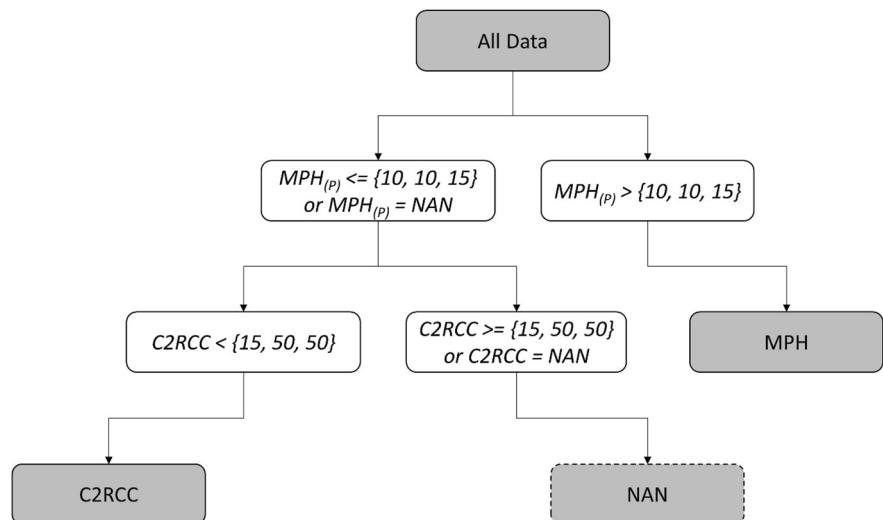 All Data
MPH(P) <= {10, 10, 15}
or MPH(P) = NAN
MPH(P) > {10, 10, 15}
C2RCC < {15, 50, 50}
C2RCC >= {15, 50, 50}
or C2RCC = NAN
MPH
C2RCC
NAN